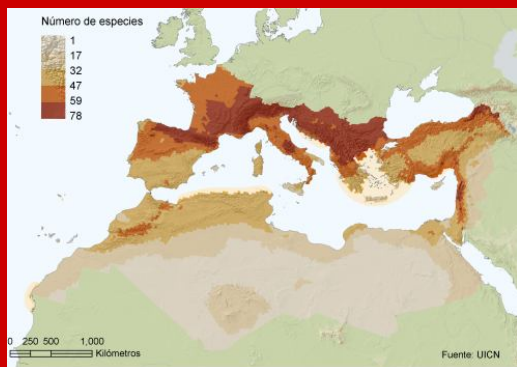 Número de especies
1
17
32
47
59
78
0 250 500 1,000
Kilómetros
Fuente: UICN